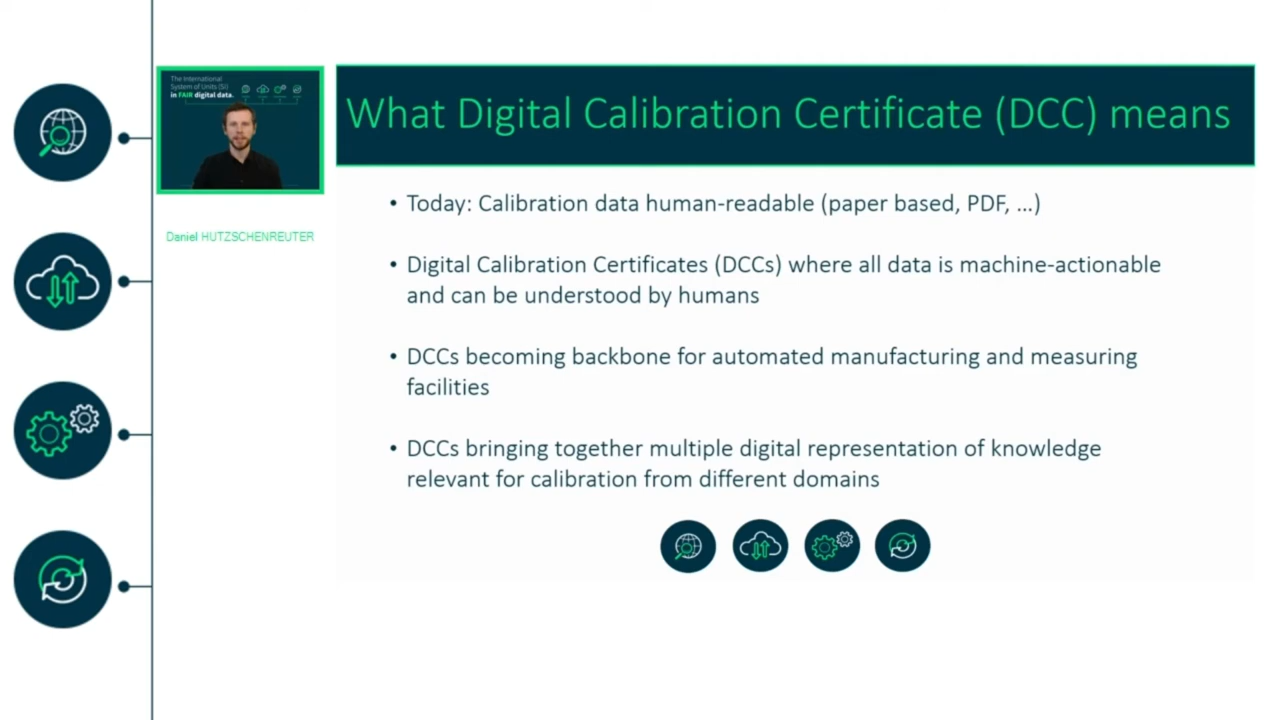 The International
System of Units (SI)
in FAIR digital data.
What Digital Calibration Certificate (DCC) means
Daniel HUTZSCHENREUTER
• Today: Calibration data human-readable (paper based, PDF, ...)
• Digital Calibration Certificates (DCCs) where all data is machine-actionable
and can be understood by humans
• DCCs becoming backbone for automated manufacturing and measuring
facilities
• DCCs bringing together multiple digital representation of knowledge
relevant for calibration from different domains